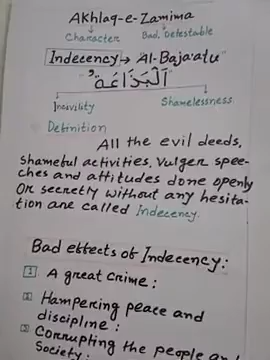 Akhlaq-e-Zamima
Character Bad, Detestable
Indecency → "Al-Bajaatu"
اَلْبَذَاعَة
Incivility Shamelessness
Definition
All the evil deeds,
shameful activities, Vulger spee-
ches and attitudes done openly
Or secretly without any hesita-
tion are called Indecency.
Bad effects of Indecency:
1 A great crime:
2 Hampering peace and
discipline:
3 Corrupting the people and
Society: